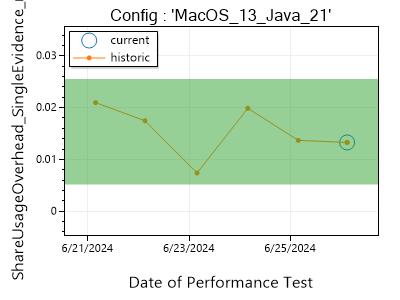 Config : 'MacOS_13_Java_21'
current
historic
0.03
0.02
0.01
0
ShareUsageOverhead_SingleEvidence_
6/21/2024
6/23/2024
6/25/2024
Date of Performance Test